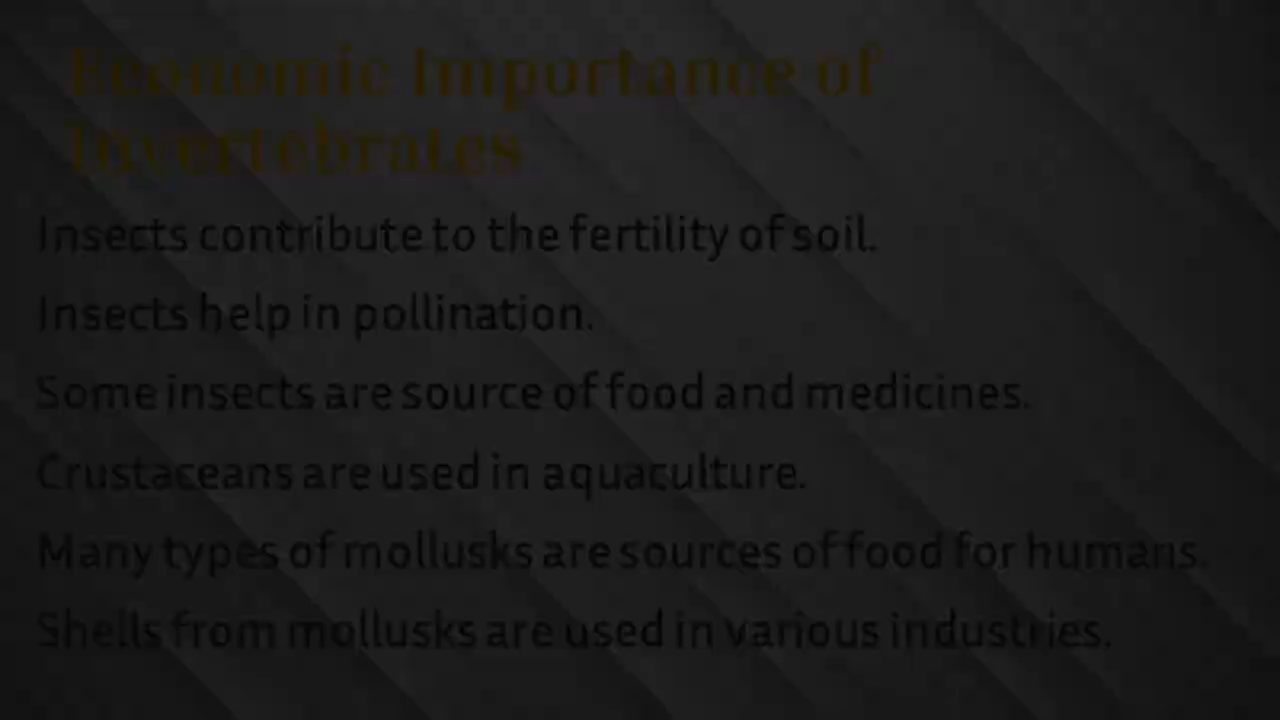 Economic Importance of
Invertebrates
Insects contribute to the fertility of soil.
Insects help in pollination.
Some insects are source of food and medicines.
Crustaceans are used in aquaculture.
Many types of mollusks are sources of food for humans.
Shells from mollusks are used in various industries.